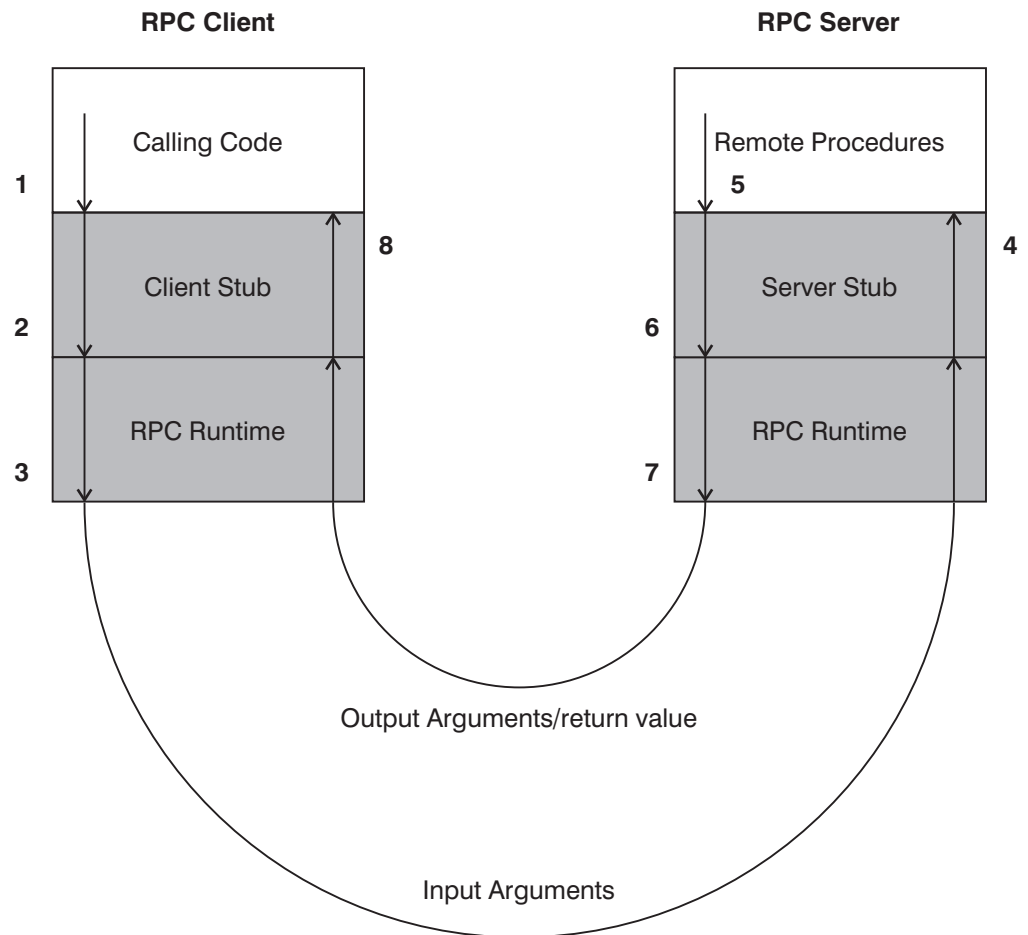 RPC Client
RPC Server
Calling Code
Remote Procedures
1
5
8
4
Client Stub
Server Stub
2
6
RPC Runtime
RPC Runtime
3
7
Output Arguments/return value
Input Arguments